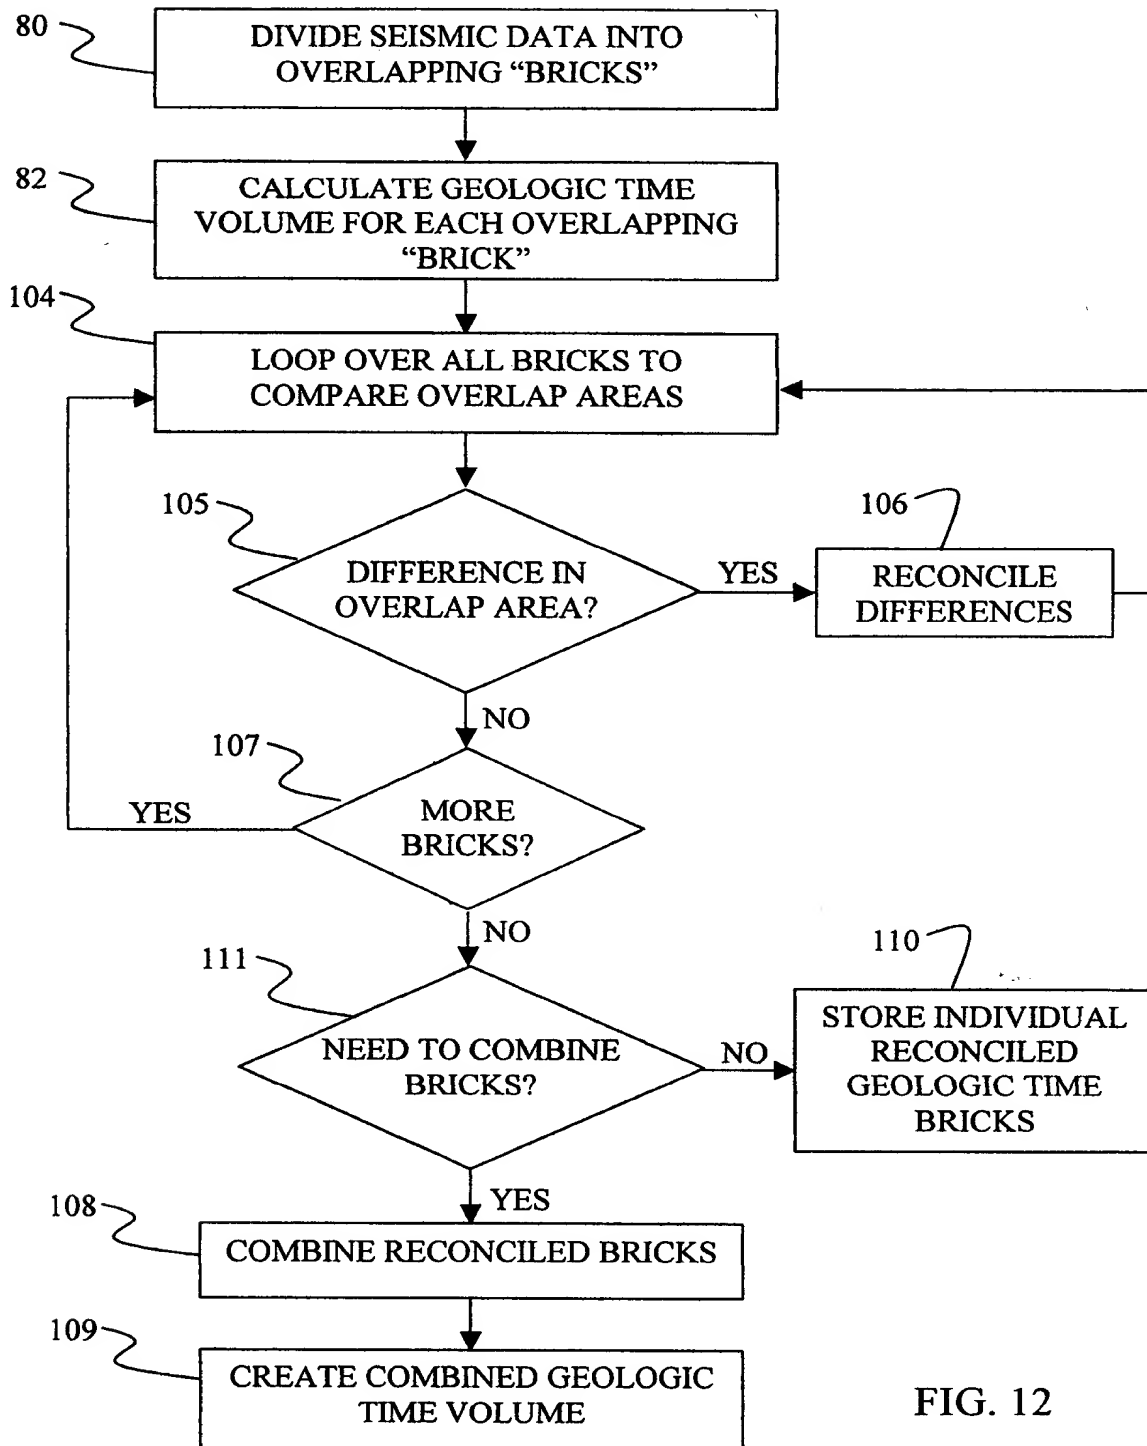 80
DIVIDE SEISMIC DATA INTO
OVERLAPPING “BRICKS”
82
CALCULATE GEOLOGIC TIME
VOLUME FOR EACH OVERLAPPING
“BRICK”
104
LOOP OVER ALL BRICKS TO
COMPARE OVERLAP AREAS
105
DIFFERENCE IN
OVERLAP AREA?
YES
106
RECONCILE
DIFFERENCES
NO
107
MORE
BRICKS?
YES
NO
111
NEED TO COMBINE
BRICKS?
NO
110
STORE INDIVIDUAL
RECONCILED
GEOLOGIC TIME
BRICKS
YES
108
COMBINE RECONCILED BRICKS
109
CREATE COMBINED GEOLOGIC
TIME VOLUME
FIG. 12